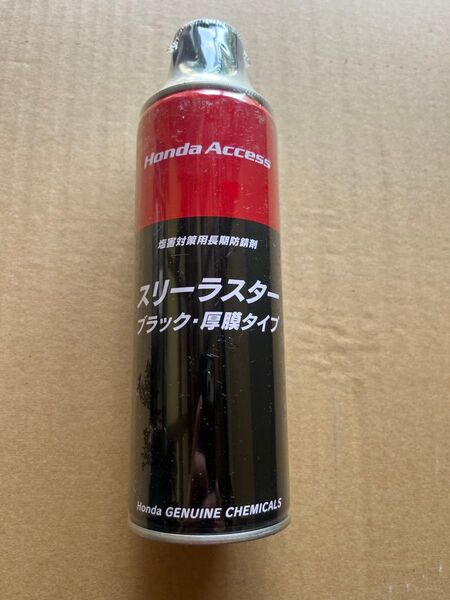 Honda Access
塩害対策用長期防錆剤
スリーラスター
ブラック・厚膜タイプ
Honda GENUINE CHEMICALS